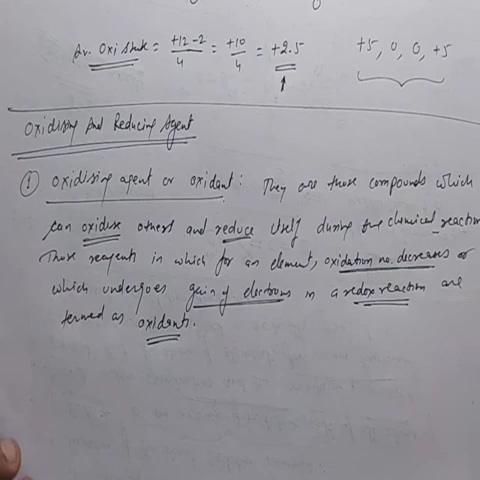 Av. Oxi state = +12-2/4 = +10/4 = +2.5 +5, 0, 0, +5
Oxidising And Reducing Agent
① Oxidising agent or oxidant : They are those compounds which
can oxidise others and reduce itself during the chemical reaction
Those reagents in which for an element, oxidation no. decreases or
which undergoes gain of electrons in a redox reaction are
termed as oxidants.